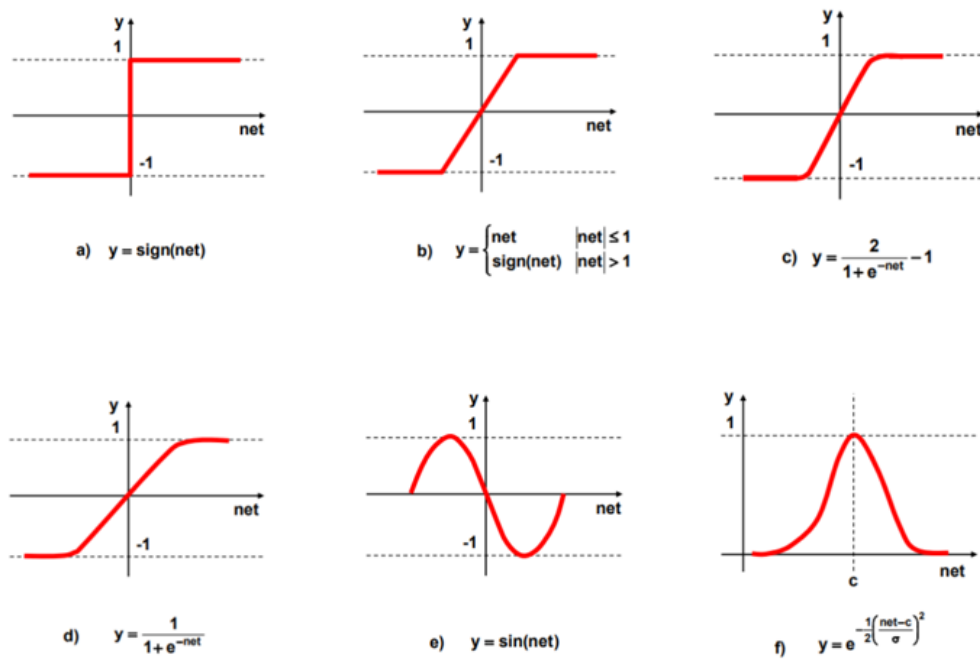 y
1
net
-1
a) y = sign(net)
y
1
net
-1
b) y = { net |net| ≤ 1
sign(net) |net| > 1
y
1
net
-1
c) y = 2 / (1 + e^(-net)) - 1
y
1
net
-1
d) y = 1 / (1 + e^(-net))
y
1
net
-1
e) y = sin(net)
y
1
c
net
f) y = e^(-1/2((net-c)/σ)^2)